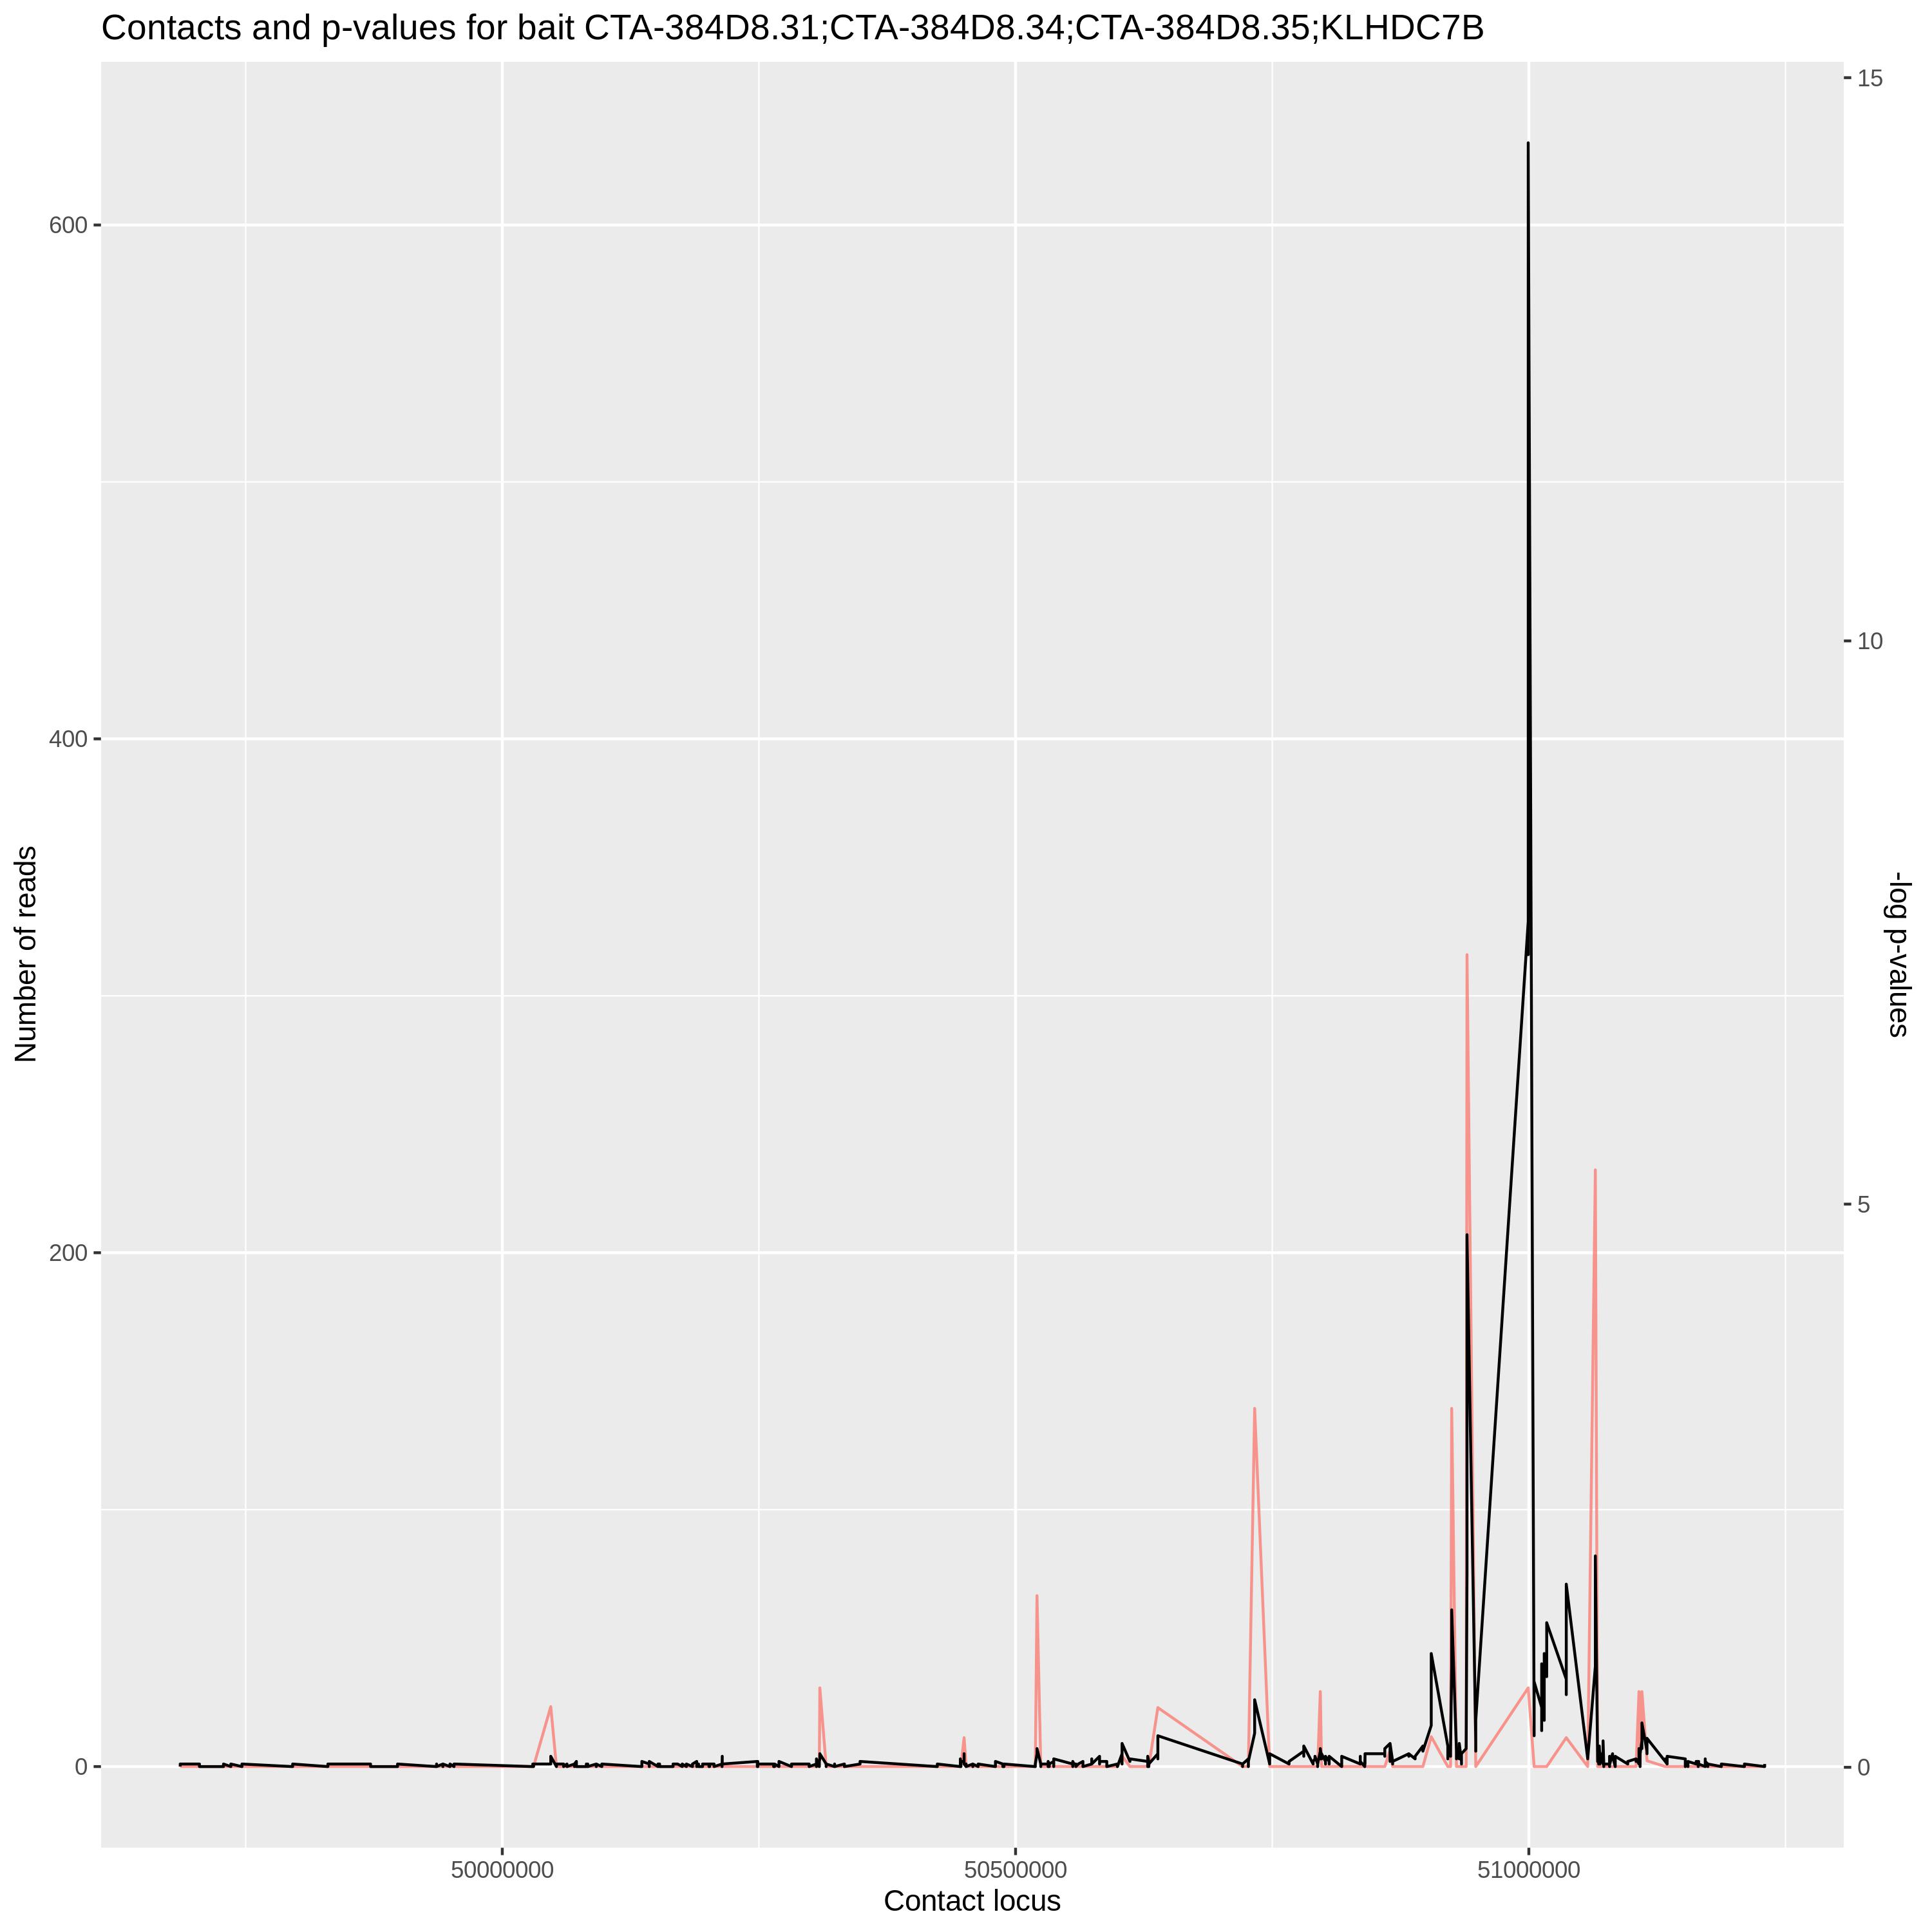 Contacts and p-values for bait CTA-384D8.31;CTA-384D8.34;CTA-384D8.35;KLHDC7B
15
600
10
400
Number of reads
-log p-values
5
200
0
0
50000000
50500000
51000000
Contact locus